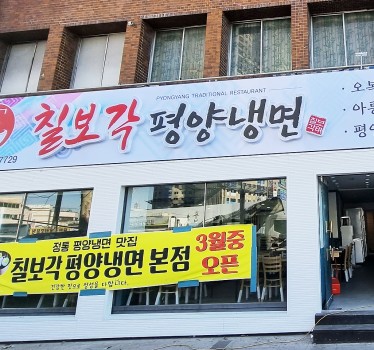 PYONGYANG TRADITIONAL RESTAURANT
칠보각 평양냉면
7729
정통 평양냉면 맛집
칠보각 평양냉면 본점
3월중
오픈